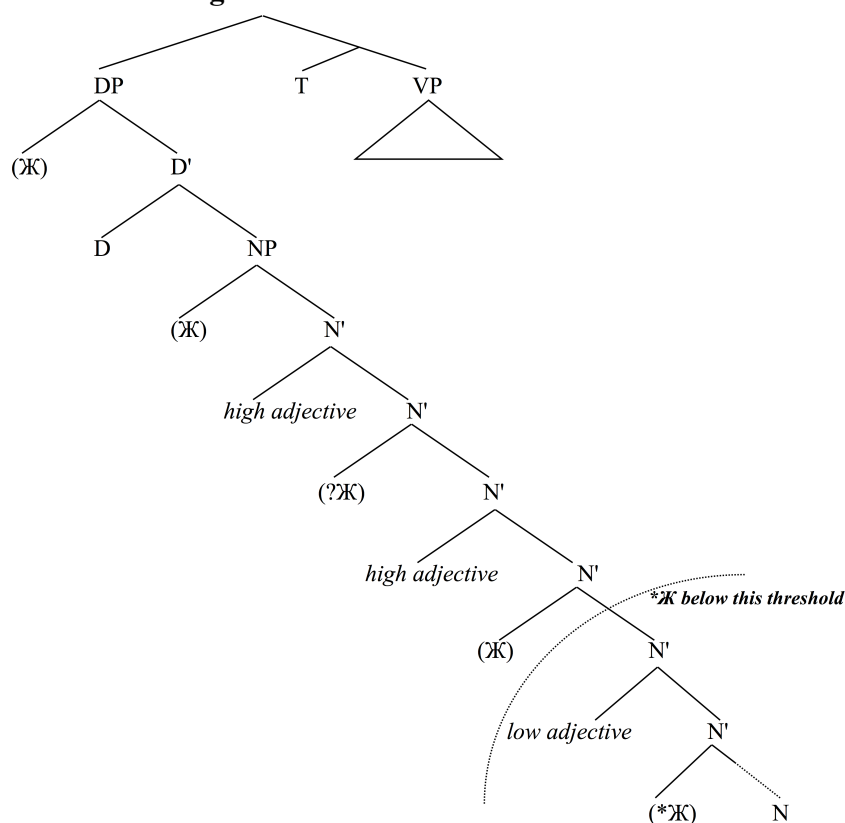 DP T VP
(Ж) D'
D NP
(Ж) N'
high adjective N'
(?Ж) N'
high adjective N'
*Ж below this threshold
(Ж) N'
low adjective N'
(*Ж) N